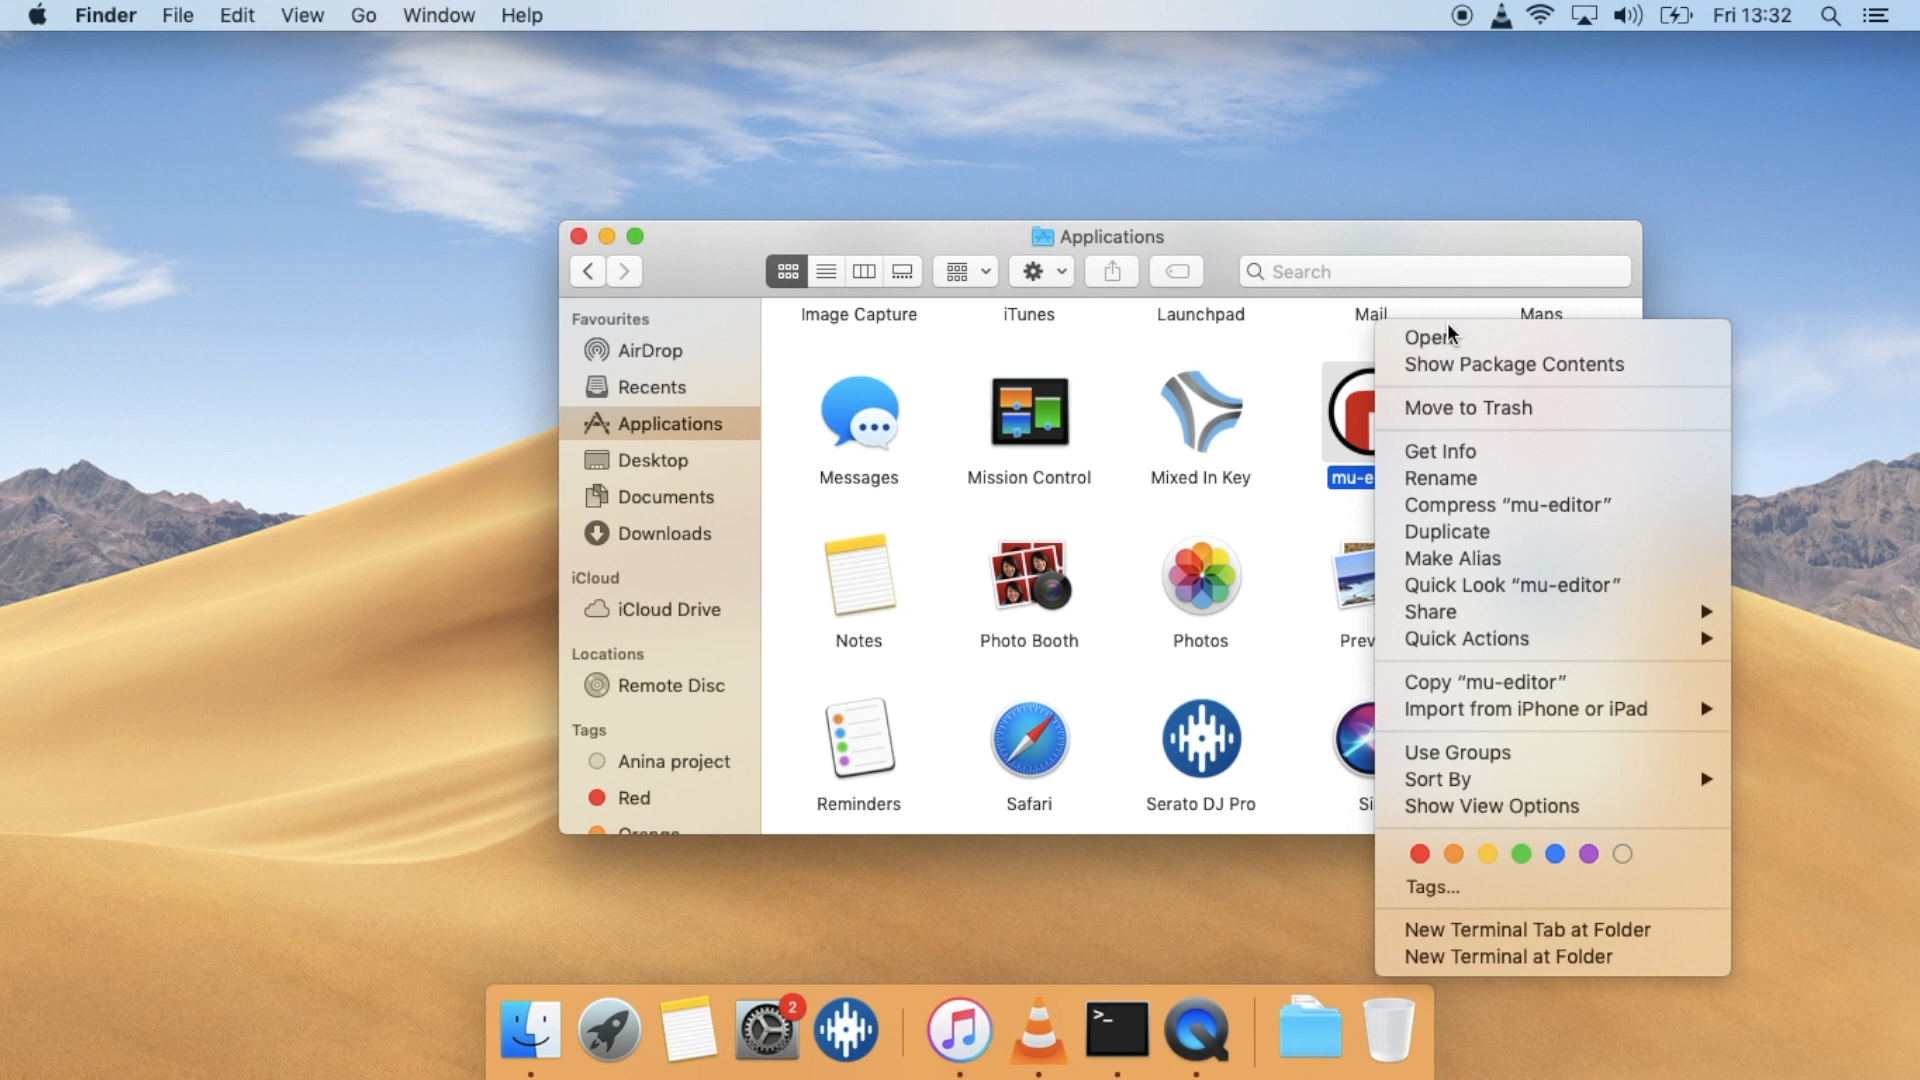 Finder File Edit View Go Window Help Fri 13:32
Applications
Search
Favourites
AirDrop
Recents
Applications
Desktop
Documents
Downloads
iCloud
iCloud Drive
Locations
Remote Disc
Tags
Anina project
Red
Orange
Image Capture iTunes Launchpad Mail Maps
Messages Mission Control Mixed In Key mu-e
Notes Photo Booth Photos Prev
Reminders Safari Serato DJ Pro Si
Open
Show Package Contents
Move to Trash
Get Info
Rename
Compress “mu-editor”
Duplicate
Make Alias
Quick Look “mu-editor”
Share
Quick Actions
Copy “mu-editor”
Import from iPhone or iPad
Use Groups
Sort By
Show View Options
Tags...
New Terminal Tab at Folder
New Terminal at Folder
2
>_